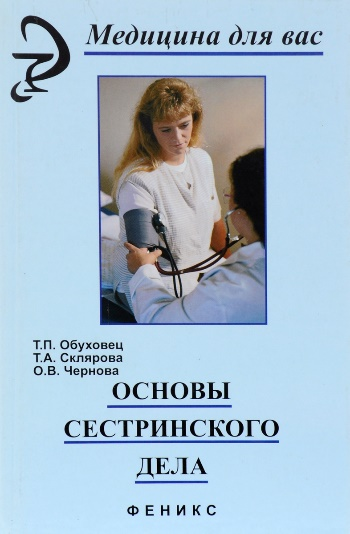 Медицина для вас
Т.П. Обуховец
Т.А. Склярова
О.В. Чернова
ОСНОВЫ
СЕСТРИНСКОГО
ДЕЛА
ФЕНИКС